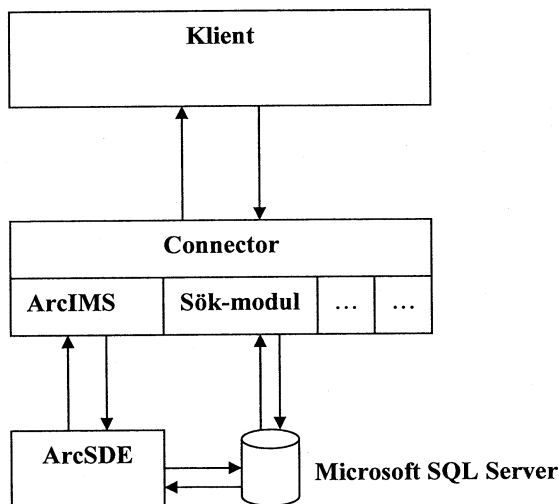 Klient
Connector
ArcIMS
Sök-modul
...
...
ArcSDE
Microsoft SQL Server